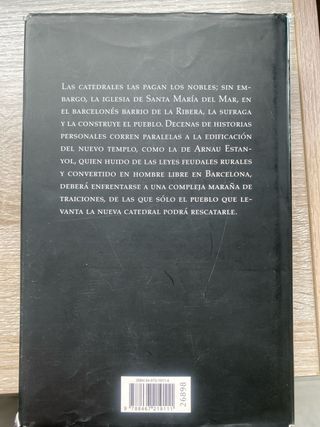 Las catedrales las pagan los nobles; sin em-
bargo, la iglesia de Santa María del Mar, en
el barcelonés barrio de la Ribera, la sufraga
y la construye el pueblo. Decenas de historias
personales corren paralelas a la edificación
del nuevo templo, como la de Arnau Estan-
yol, quien huido de las leyes feudales rurales
y convertido en hombre libre en Barcelona,
deberá enfrentarse a una compleja maraña de
traiciones, de las que sólo el pueblo que le-
vanta la nueva catedral podrá rescatarle.
26898